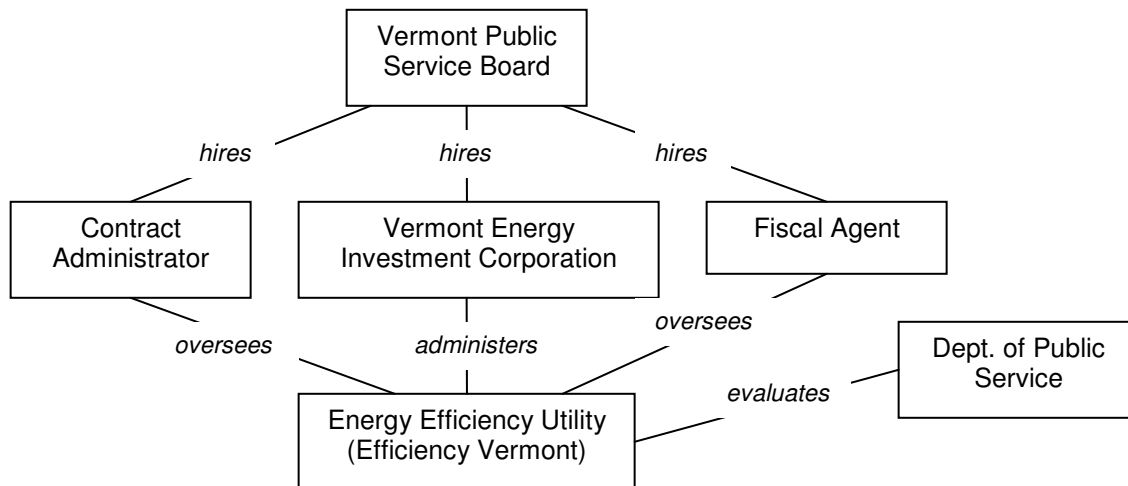 Vermont Public
Service Board
hires
hires
hires
Contract
Administrator
Vermont Energy
Investment Corporation
Fiscal Agent
oversees
administers
oversees
Dept. of Public
Service
evaluates
Energy Efficiency Utility
(Efficiency Vermont)